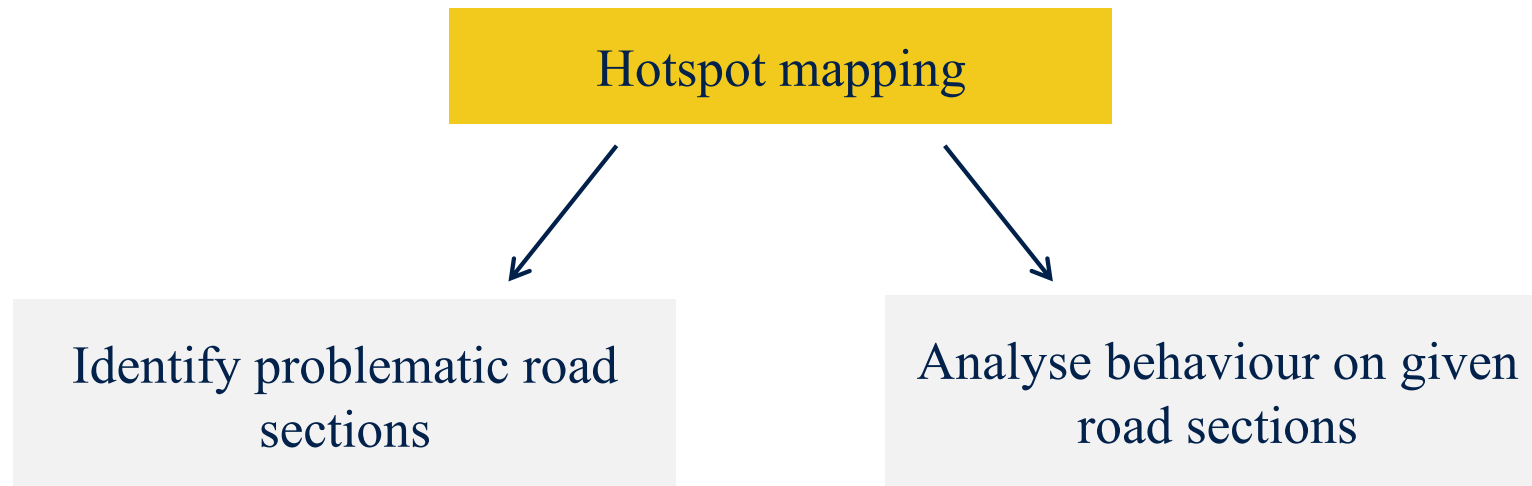 Hotspot mapping
Identify problematic road
sections
Analyse behaviour on given
road sections